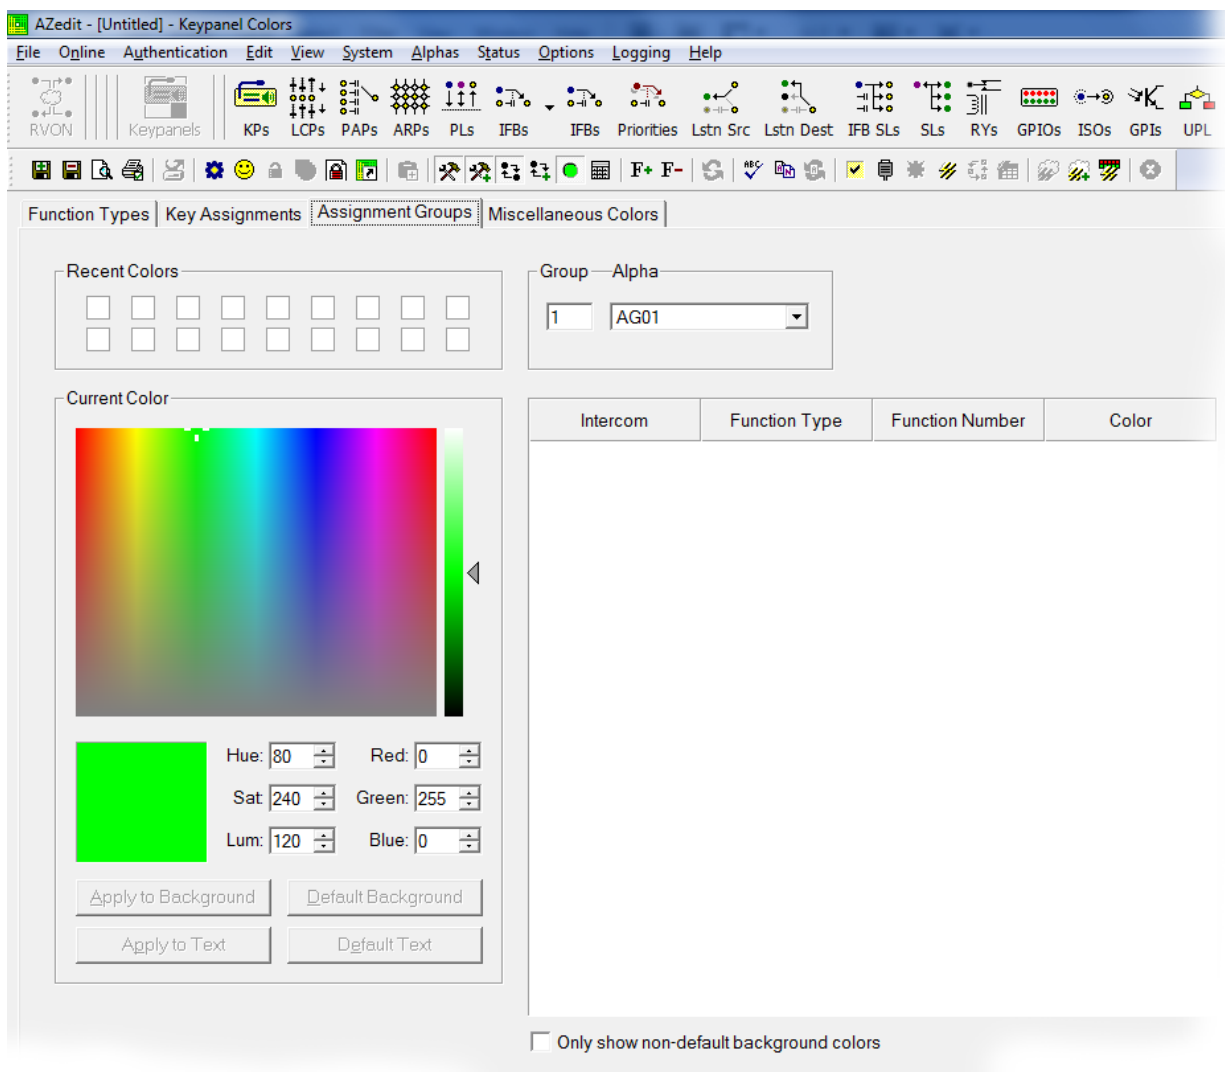 AZedit - [Untitled] - Keypanel Colors
File Online Authentication Edit View System Alphas Status Options Logging Help
RVON Keypanels KPs LCPs PAPs ARPs PLs IFBs IFBs Priorities Lstn Src Lstn Dest IFB SLs SLs RYs GPIOs ISOs GPIs UPL
F+ F- ABC
Function Types Key Assignments Assignment Groups Miscellaneous Colors
Recent Colors
Group Alpha
1 AG01
Current Color
Intercom Function Type Function Number Color
Hue: 80 Red: 0
Sat: 240 Green: 255
Lum: 120 Blue: 0
Apply to Background Default Background
Apply to Text Default Text
Only show non-default background colors